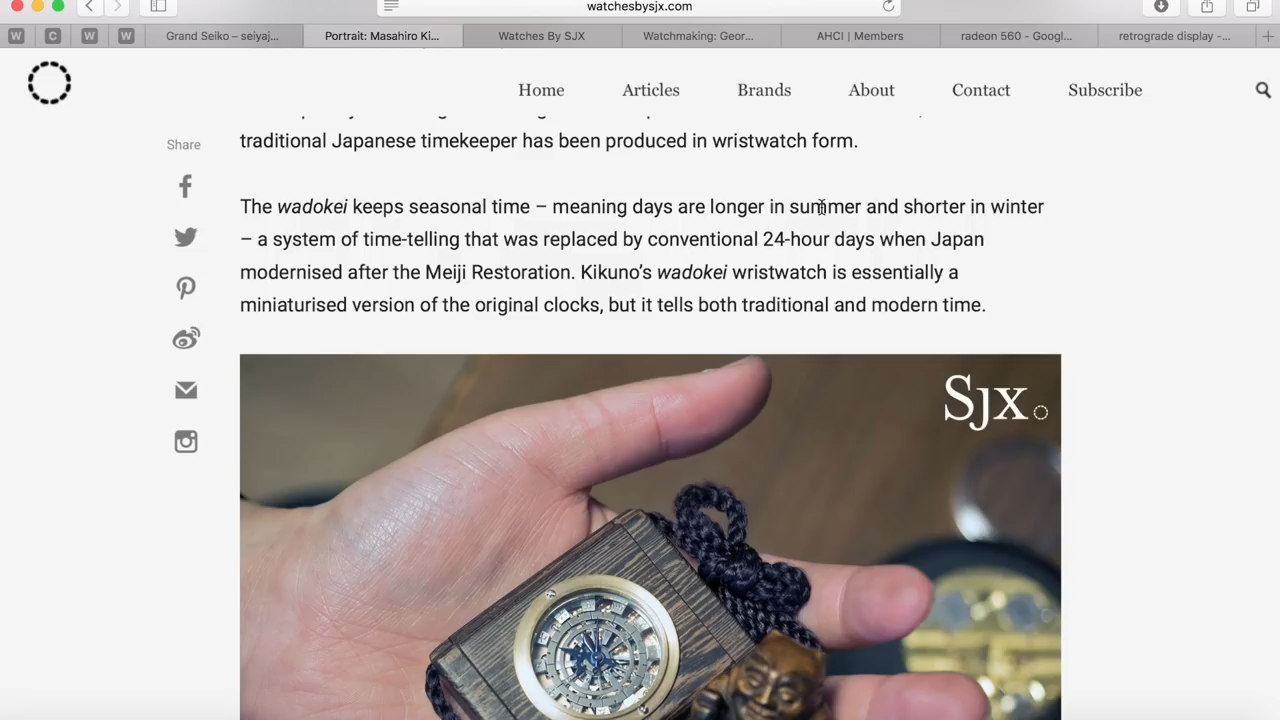 watchesbysjx.com
W
C
W
W
Grand Seiko – seiyaj...
Portrait: Masahiro Ki...
Watches By SJX
Watchmaking: Geor...
AHCI | Members
radeon 560 - Googl...
retrograde display -...
Home
Articles
Brands
About
Contact
Subscribe
Share
traditional Japanese timekeeper has been produced in wristwatch form.
The wadokei keeps seasonal time – meaning days are longer in summer and shorter in winter
– a system of time-telling that was replaced by conventional 24-hour days when Japan
modernised after the Meiji Restoration. Kikuno's wadokei wristwatch is essentially a
miniaturised version of the original clocks, but it tells both traditional and modern time.
SJX